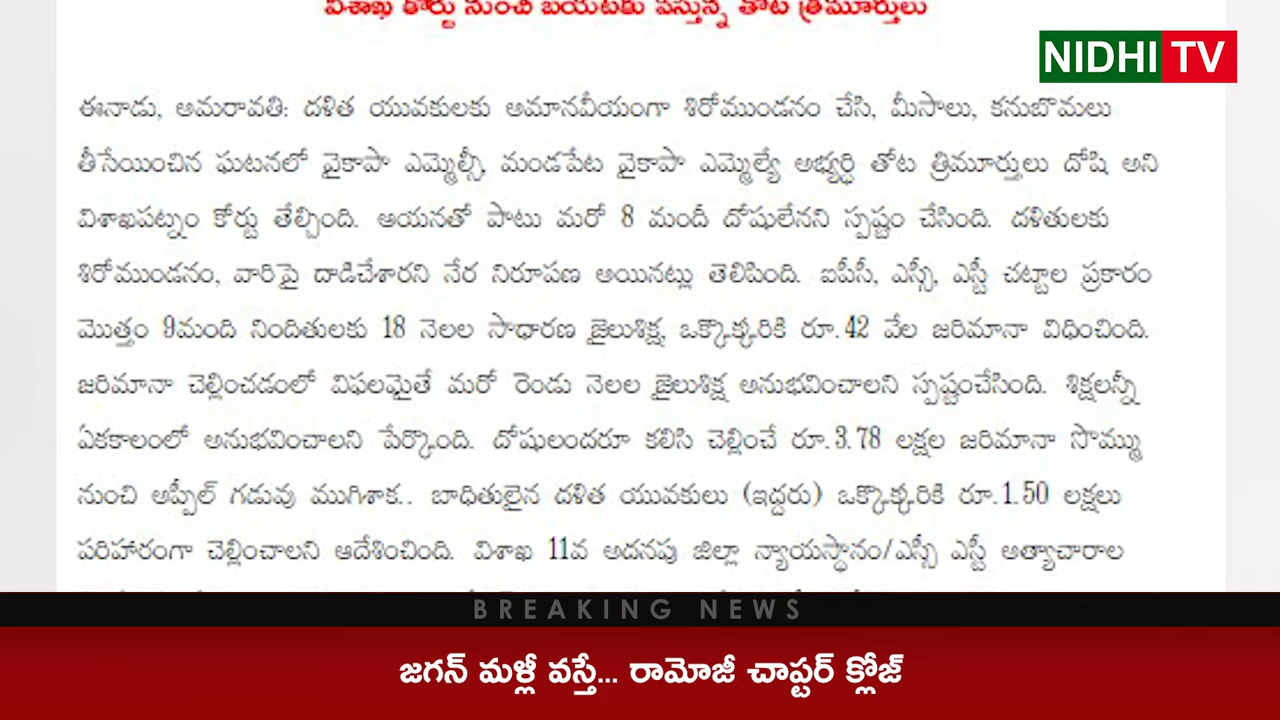 విశాఖ కోర్టు నుంచి బయటకు వస్తున్న తోట త్రిమూర్తులు
NIDHI TV
ఈనాడు, అమరావతి: దళిత యువకులకు అమానవీయంగా శిరోముండనం చేసి, మీసాలు, కనుబొమలు
తీసేయించిన ఘటనలో వైకాపా ఎమ్మెల్సీ, మండపేట వైకాపా ఎమ్మెల్యే అభ్యర్థి తోట త్రిమూర్తులు దోషి అని
విశాఖపట్నం కోర్టు తేల్చింది. ఆయనతో పాటు మరో 8 మందీ దోషులేనని స్పష్టం చేసింది. దళితులకు
శిరోముండనం, వారిపై దాడిచేశారని నేర నిరూపణ అయినట్లు తెలిపింది. ఐపీసీ, ఎస్సీ, ఎస్టీ చట్టాల ప్రకారం
మొత్తం 9మంది నిందితులకు 18 నెలల సాధారణ జైలుశిక్ష, ఒక్కొక్కరికి రూ.42 వేల జరిమానా విధించింది.
జరిమానా చెల్లించడంలో విఫలమైతే మరో రెండు నెలల జైలుశిక్ష అనుభవించాలని స్పష్టంచేసింది. శిక్షలన్నీ
ఏకకాలంలో అనుభవించాలని పేర్కొంది. దోషులందరూ కలిసి చెల్లించే రూ.3.78 లక్షల జరిమానా సొమ్ము
నుంచి అప్పీల్ గడువు ముగిశాక.. బాధితులైన దళిత యువకులు (ఇద్దరు) ఒక్కొక్కరికి రూ.1.50 లక్షలు
పరిహారంగా చెల్లించాలని ఆదేశించింది. విశాఖ 11వ అదనపు జిల్లా న్యాయస్థానం/ఎస్సీ ఎస్టీ అత్యాచారాల
BREAKING NEWS
జగన్ మళ్లీ వస్తే... రామోజీ చాప్టర్ క్లోజ్